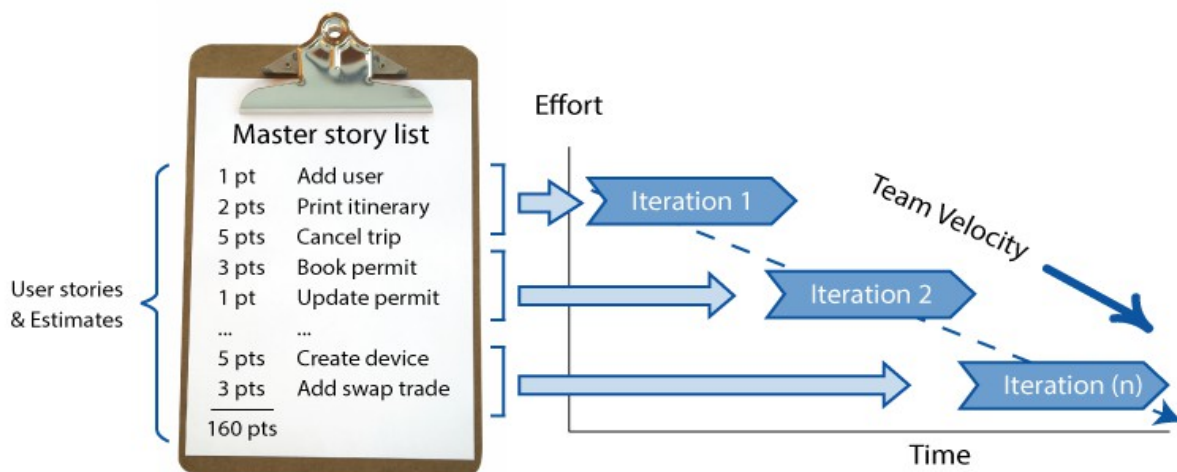 Master story list
1 pt Add user
2 pts Print itinerary
5 pts Cancel trip
3 pts Book permit
1 pt Update permit
... ...
5 pts Create device
3 pts Add swap trade
160 pts
User stories
& Estimates
Effort
Iteration 1
Iteration 2
Iteration (n)
Team Velocity
Time